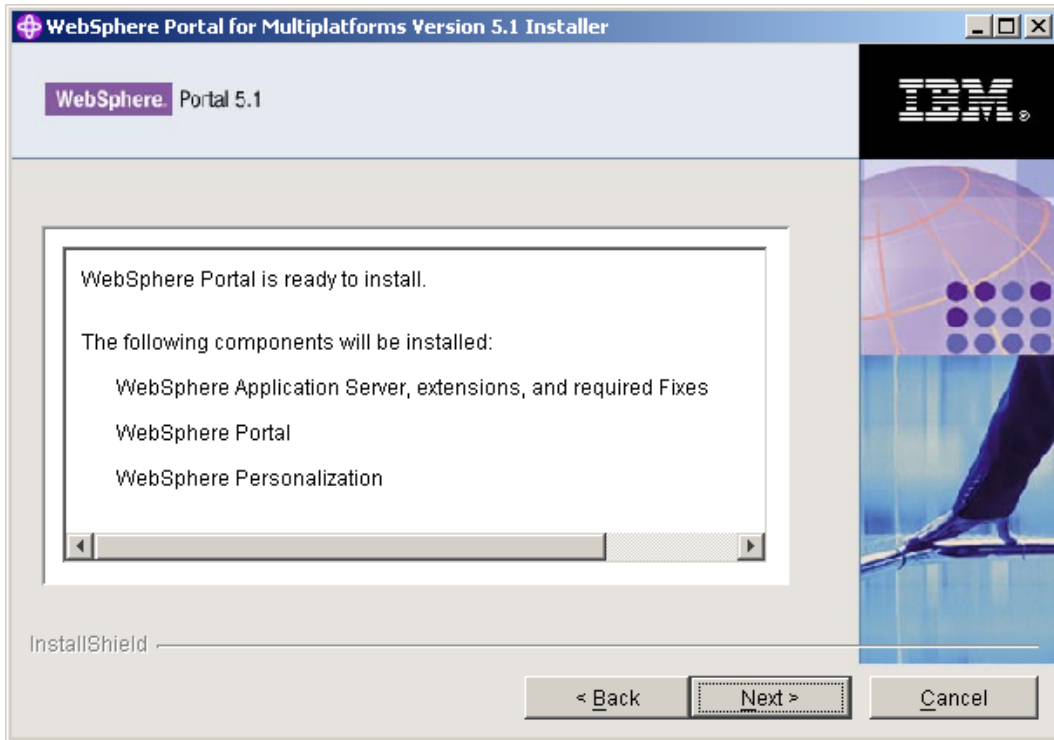 WebSphere Portal for Multiplatforms Version 5.1 Installer
WebSphere. Portal 5.1
IBM®
WebSphere Portal is ready to install.
The following components will be installed:
WebSphere Application Server, extensions, and required Fixes
WebSphere Portal
WebSphere Personalization
InstallShield
< Back
Next >
Cancel